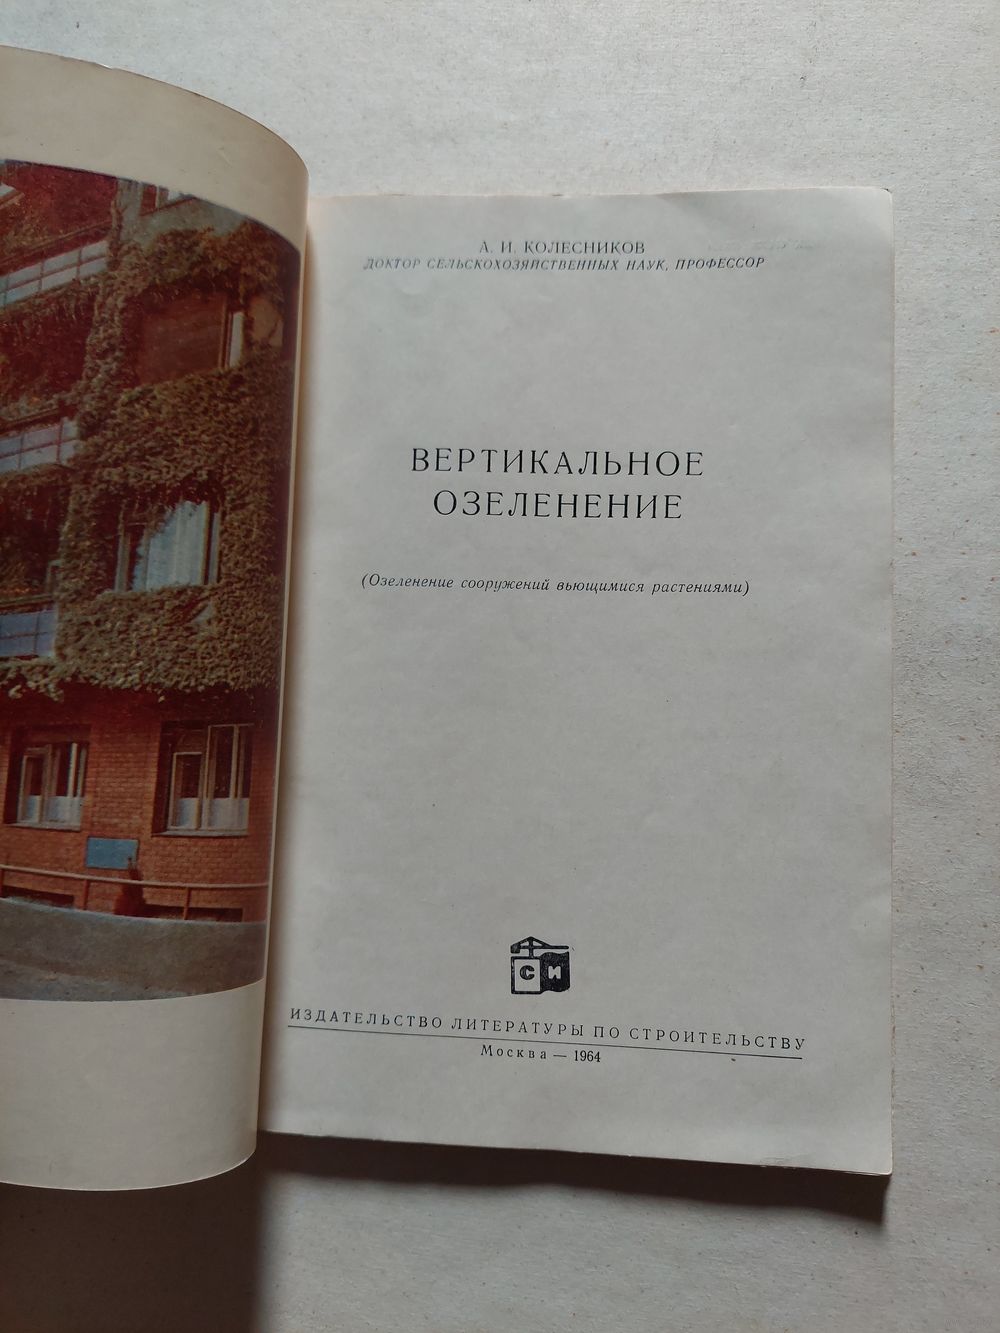 А. И. КОЛЕСНИКОВ
ДОКТОР СЕЛЬСКОХОЗЯЙСТВЕННЫХ НАУК, ПРОФЕССОР
ВЕРТИКАЛЬНОЕ
ОЗЕЛЕНЕНИЕ
(Озеленение сооружений вьющимися растениями)
СИ
ИЗДАТЕЛЬСТВО ЛИТЕРАТУРЫ ПО СТРОИТЕЛЬСТВУ
Москва — 1964